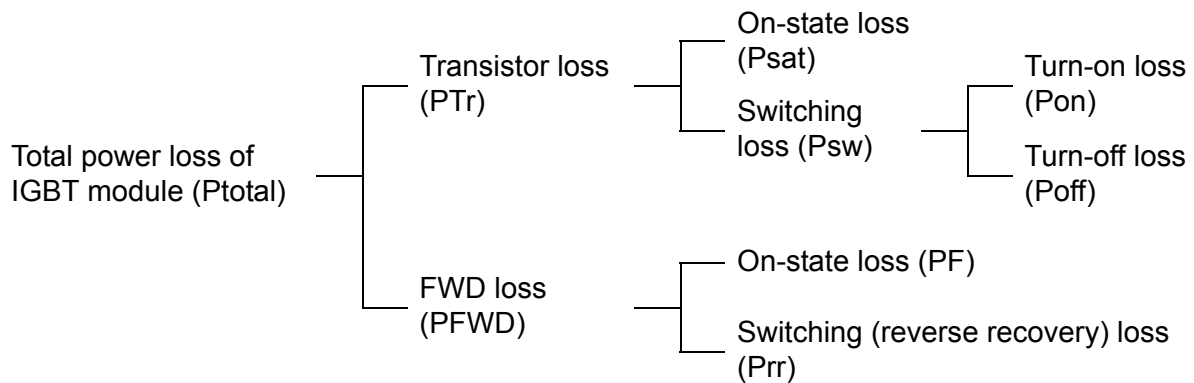 Total power loss of
IGBT module (Ptotal)
Transistor loss
(PTr)
On-state loss
(Psat)
Switching
loss (Psw)
Turn-on loss
(Pon)
Turn-off loss
(Poff)
FWD loss
(PFWD)
On-state loss (PF)
Switching (reverse recovery) loss
(Prr)